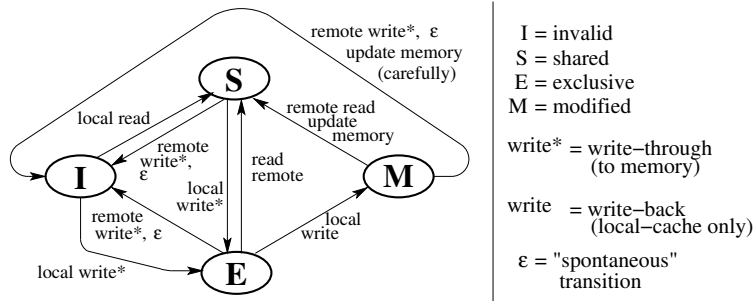 remote write*, ε
update memory
(carefully)
S
local read
remote read
update
memory
remote
write*,
ε
read
remote
I
M
local
write*
remote
write*, ε
local
write
local write*
E
I = invalid
S = shared
E = exclusive
M = modified
write* = write−through
(to memory)
write = write−back
(local−cache only)
ε = "spontaneous"
transition